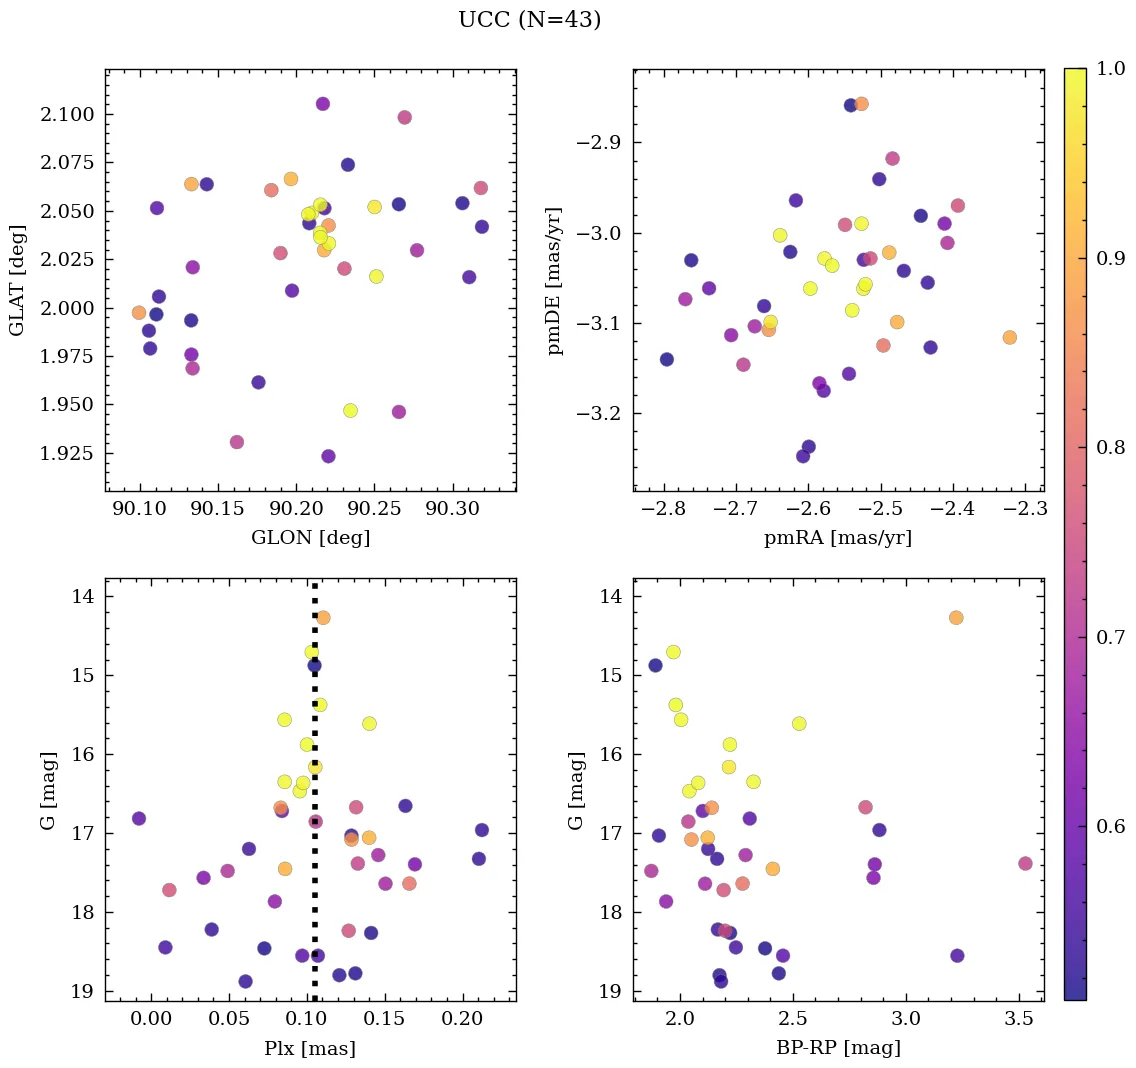 UCC (N=43)
2.100
2.075
2.050
2.025
2.000
1.975
1.950
1.925
GLAT [deg]
90.10 90.15 90.20 90.25 90.30
GLON [deg]
−2.9
−3.0
−3.1
−3.2
pmDE [mas/yr]
−2.8 −2.7 −2.6 −2.5 −2.4 −2.3
pmRA [mas/yr]
1.0
0.9
0.8
0.7
0.6
14
15
16
17
18
19
G [mag]
0.00 0.05 0.10 0.15 0.20
Plx [mas]
14
15
16
17
18
19
G [mag]
2.0 2.5 3.0 3.5
BP-RP [mag]